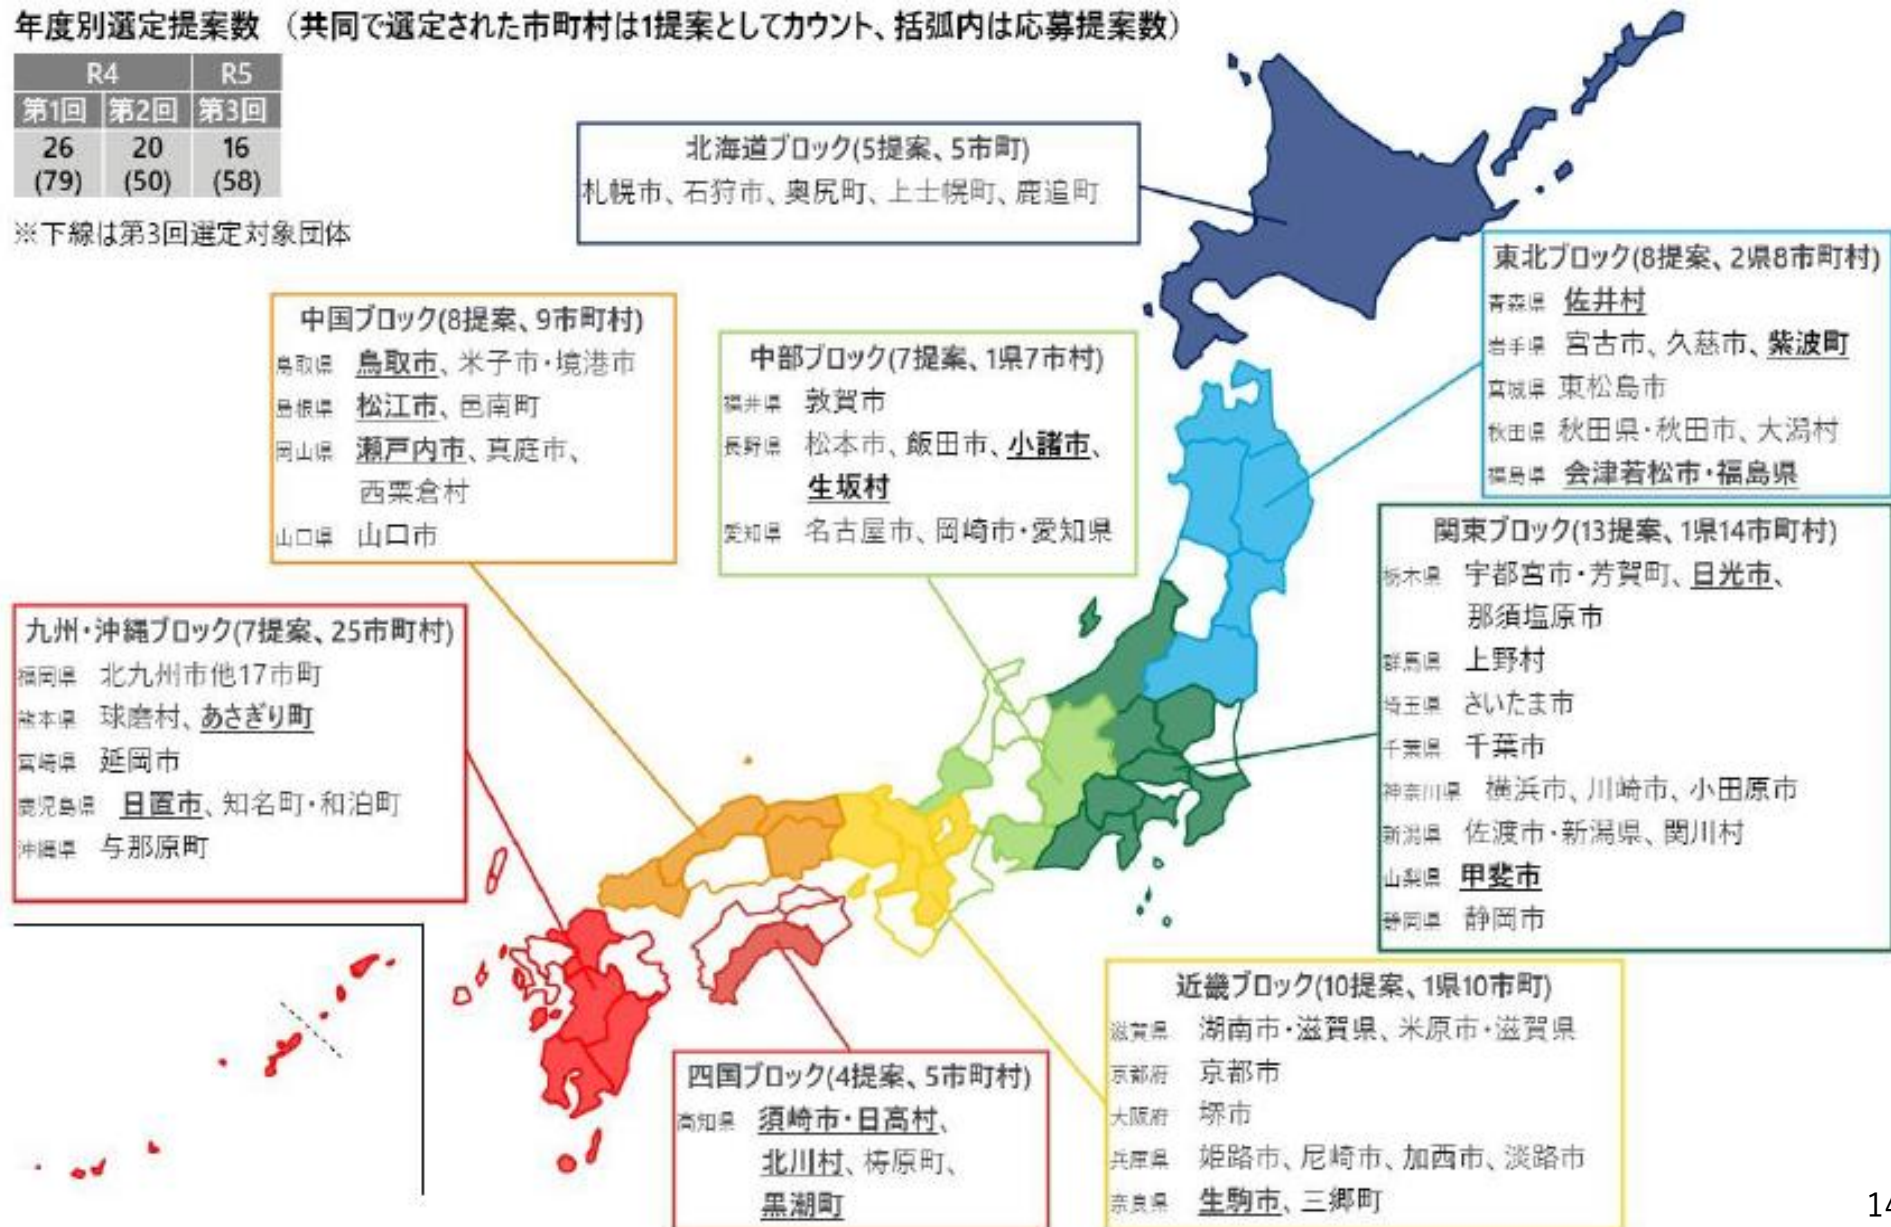 年度別選定提案数 （共同で選定された市町村は1提案としてカウント、括弧内は応募提案数）
R4 R5
第1回 第2回 第3回
26 20 16
(79) (50) (58)
※下線は第3回選定対象団体
北海道ブロック(5提案、5市町)
札幌市、石狩市、奥尻町、上士幌町、鹿追町
東北ブロック(8提案、2県8市町村)
青森県 佐井村
岩手県 宮古市、久慈市、紫波町
宮城県 東松島市
秋田県 秋田県・秋田市、大潟村
福島県 会津若松市・福島県
中国ブロック(8提案、9市町村)
鳥取県 鳥取市、米子市・境港市
島根県 松江市、邑南町
岡山県 瀬戸内市、真庭市、
西粟倉村
山口県 山口市
中部ブロック(7提案、1県7市村)
福井県 敦賀市
長野県 松本市、飯田市、小諸市、
生坂村
愛知県 名古屋市、岡崎市・愛知県
関東ブロック(13提案、1県14市町村)
栃木県 宇都宮市・芳賀町、日光市、
那須塩原市
群馬県 上野村
埼玉県 さいたま市
千葉県 千葉市
神奈川県 横浜市、川崎市、小田原市
新潟県 佐渡市・新潟県、関川村
山梨県 甲斐市
静岡県 静岡市
九州・沖縄ブロック(7提案、25市町村)
福岡県 北九州市他17市町
熊本県 球磨村、あさぎり町
宮崎県 延岡市
鹿児島県 日置市、知名町・和泊町
沖縄県 与那原町
近畿ブロック(10提案、1県10市町)
滋賀県 湖南市・滋賀県、米原市・滋賀県
京都府 京都市
大阪府 堺市
兵庫県 姫路市、尼崎市、加西市、淡路市
奈良県 生駒市、三郷町
四国ブロック(4提案、5市町村)
高知県 須崎市・日高村、
北川村、梼原町、
黒潮町
14